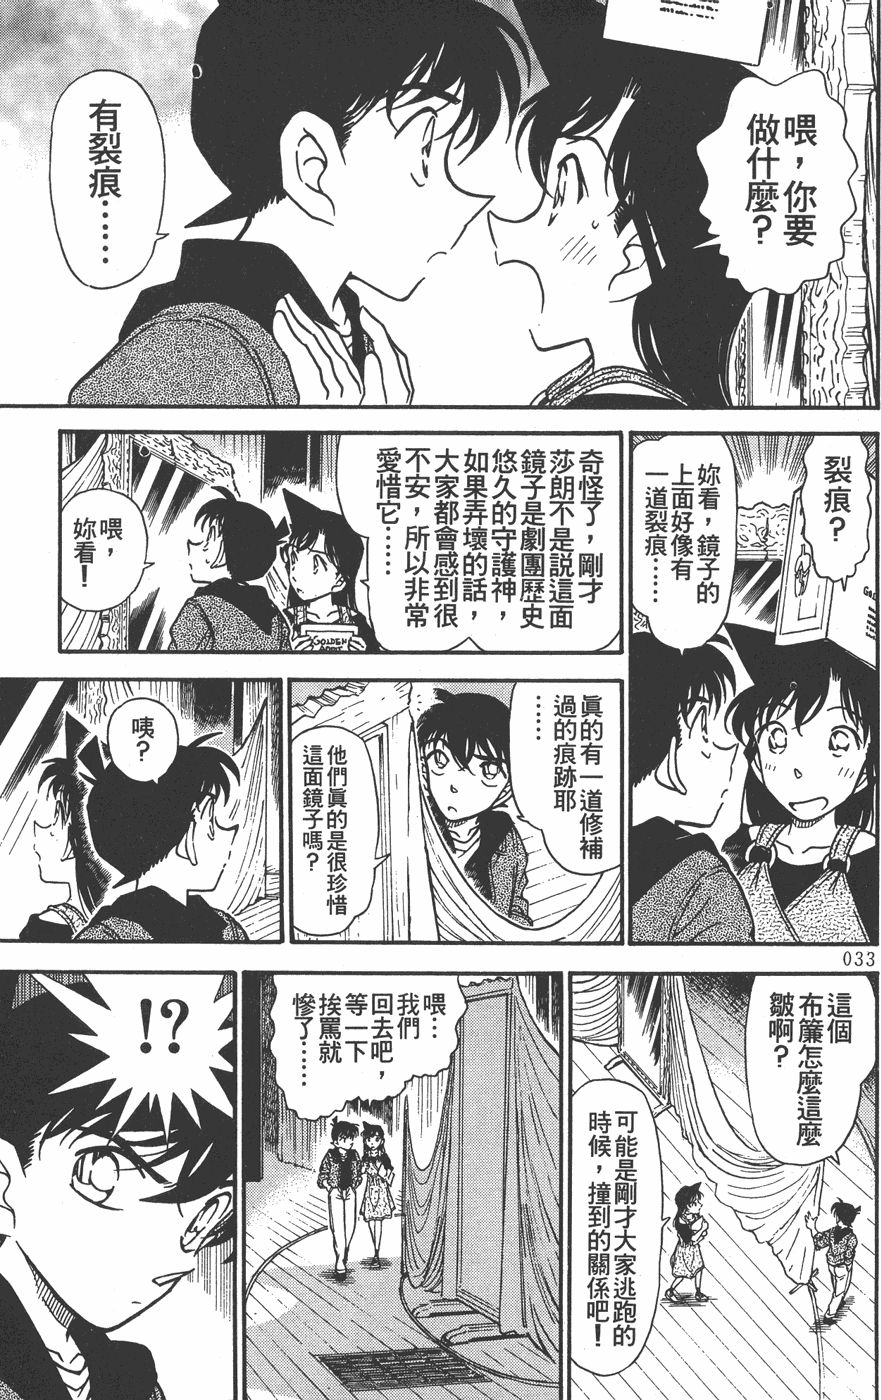 喂，你要
做什麼？
有裂痕……
裂痕？
妳看，鏡子的
上面好像有
一道裂痕……
奇怪了，剛才
莎朗不是說這面
鏡子是劇團歷史
悠久的守護神，
如果弄壞的話，
大家都會感到很
不安，所以非常
愛惜它……
GOLDEN
喂，
妳看！
真的有一道修補
過的痕跡耶
……
他們真的是很珍惜
這面鏡子嗎？
咦？
033
這個
布簾怎麼這麼
皺啊？
可能是剛才大家逃跑的
時候，撞到的關係吧！
喂…
我們
回去吧，
等一下
挨罵就
慘了……
!?